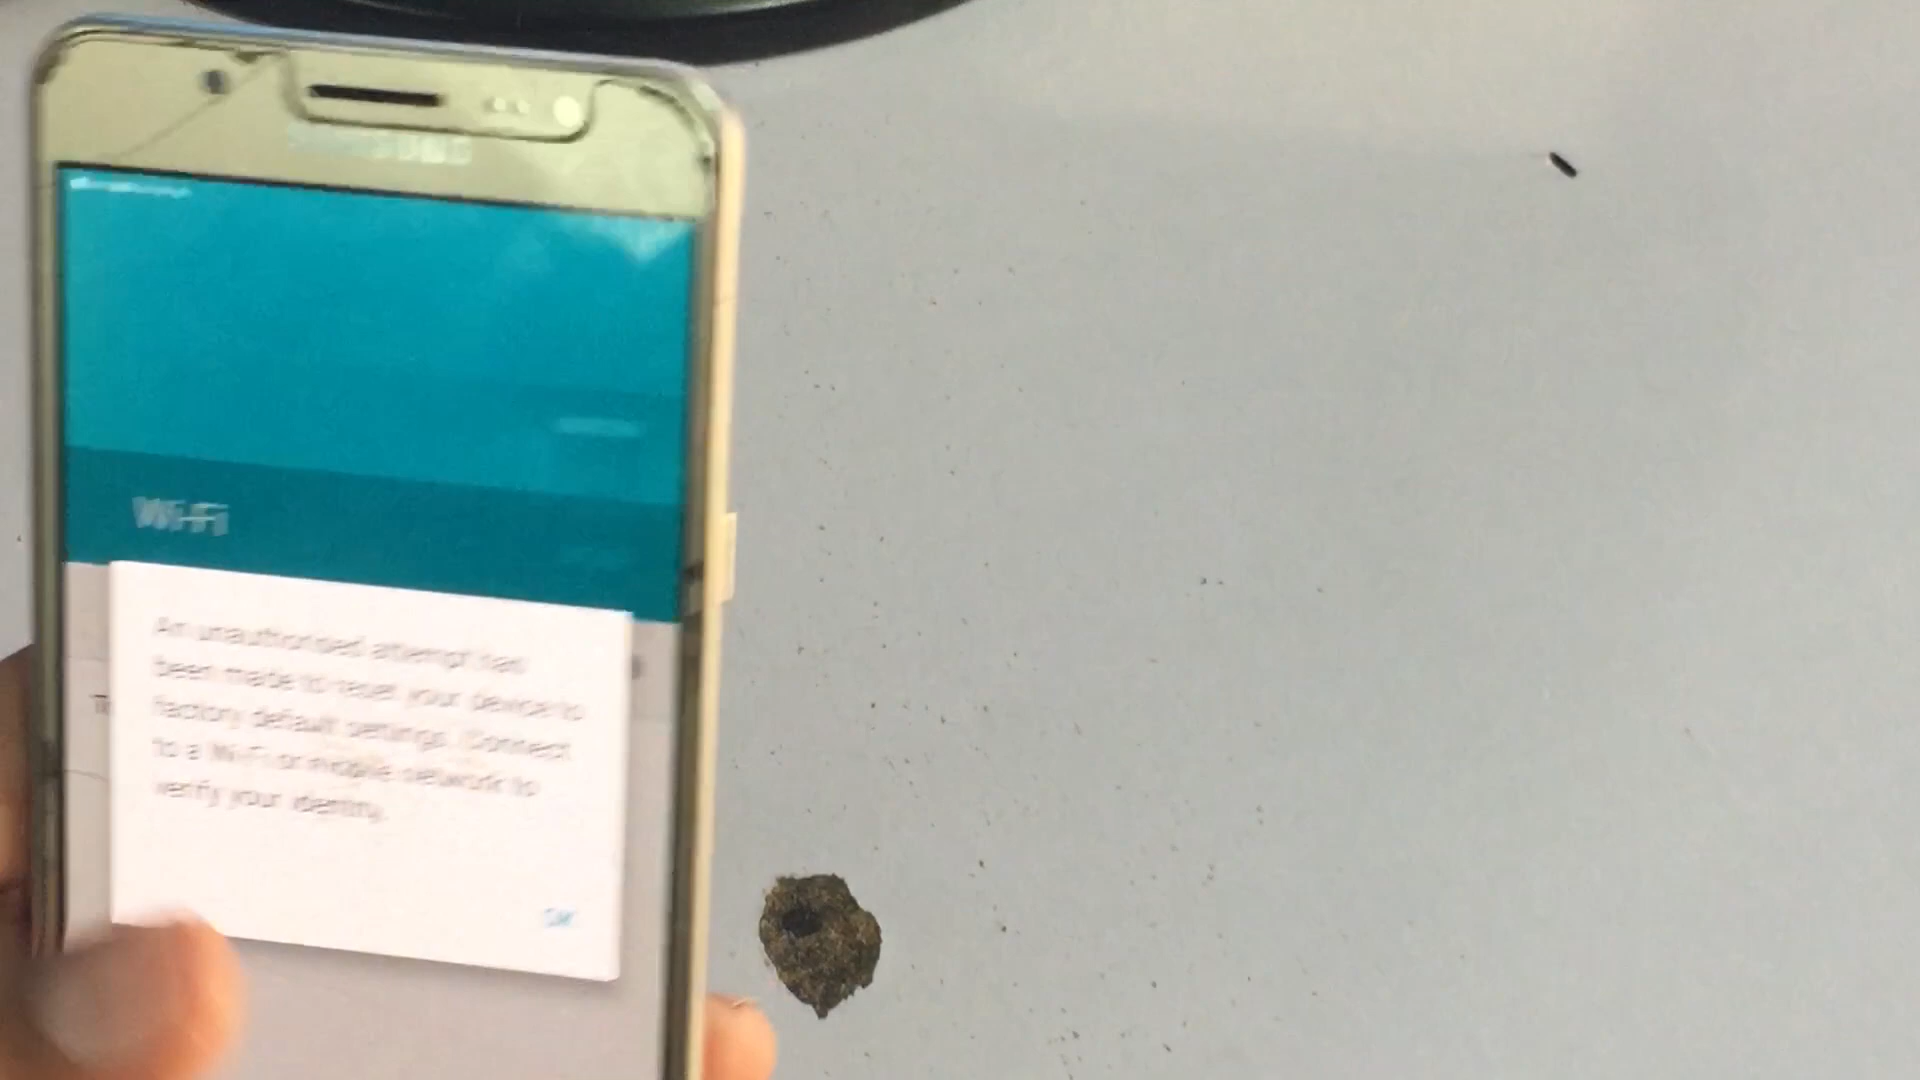 SAMSUNG
Wi-Fi
An unauthorised attempt has
been made to reset your device to
factory default settings. Connect
to a Wi-Fi or mobile network to
verify your identity.
OK